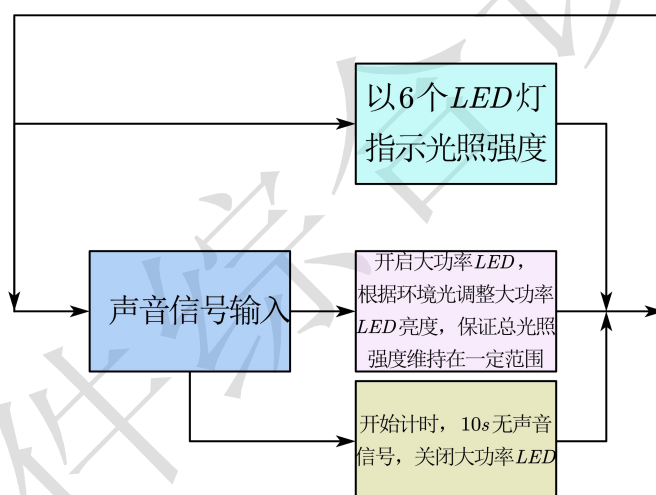 以6个LED灯
指示光照强度
声音信号输入
开启大功率LED，
根据环境光调整大功率
LED亮度，保证总光照
强度维持在一定范围
开始计时，10s无声音
信号，关闭大功率LED
件综合设